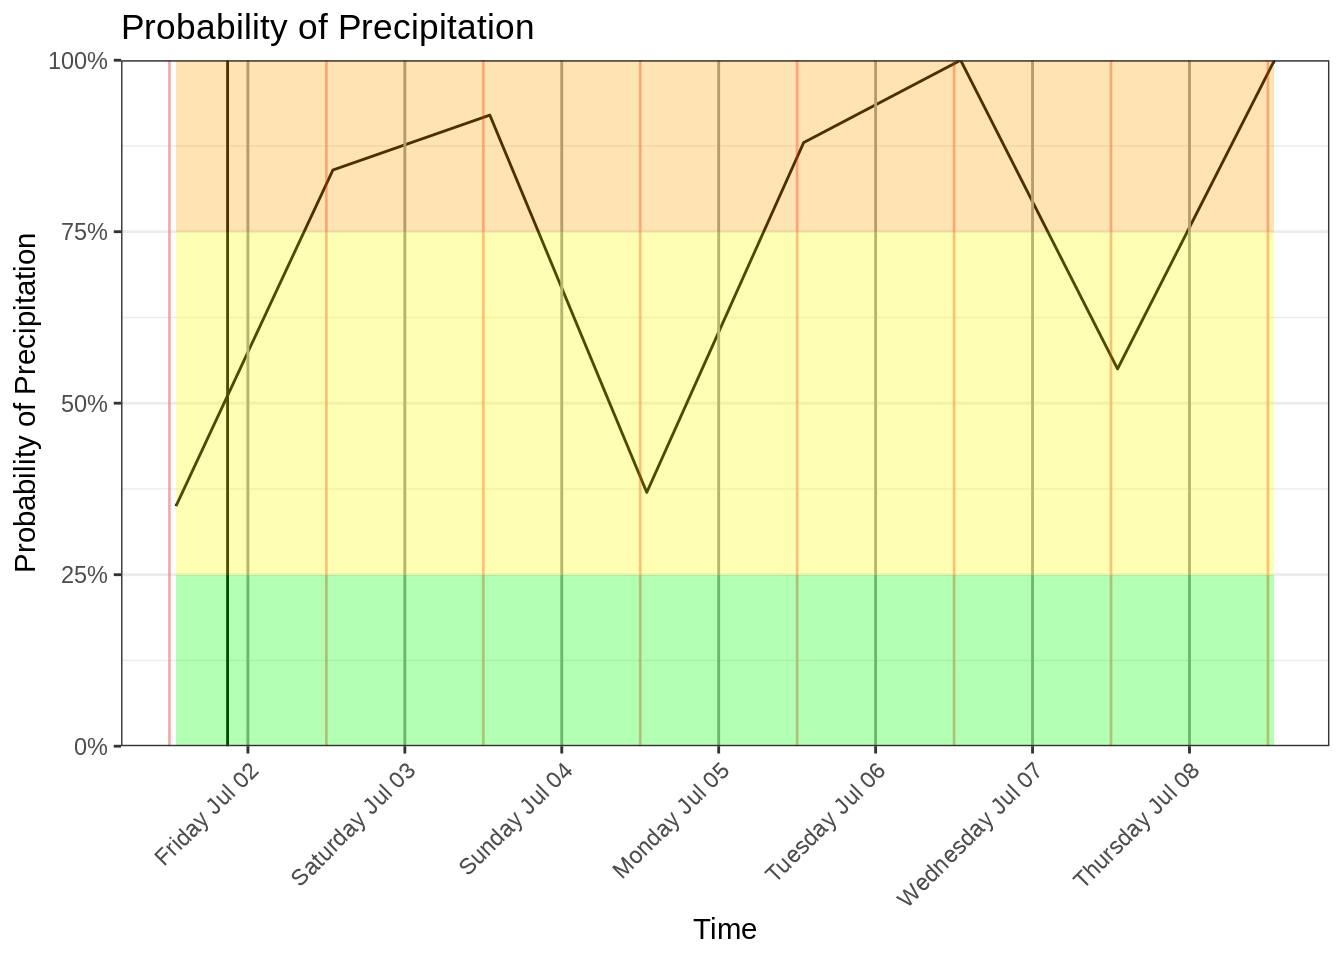 Probability of Precipitation
Probability of Precipitation
100%
75%
50%
25%
0%
Friday Jul 02
Saturday Jul 03
Sunday Jul 04
Monday Jul 05
Tuesday Jul 06
Wednesday Jul 07
Thursday Jul 08
Time